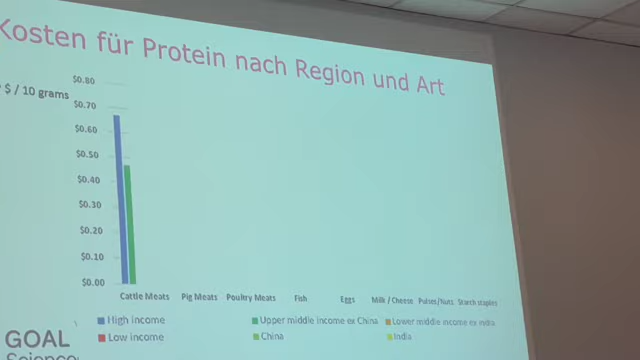 Kosten für Protein nach Region und Art
$ / 10 grams
$0.80
$0.70
$0.60
$0.50
$0.40
$0.30
$0.20
$0.10
$0.00
Cattle Meats Pig Meats Poultry Meats Fish Eggs Milk / Cheese Pulses/Nuts Starch staples
High income Upper middle income ex China Lower middle income ex India
Low income China India
GOAL
Science